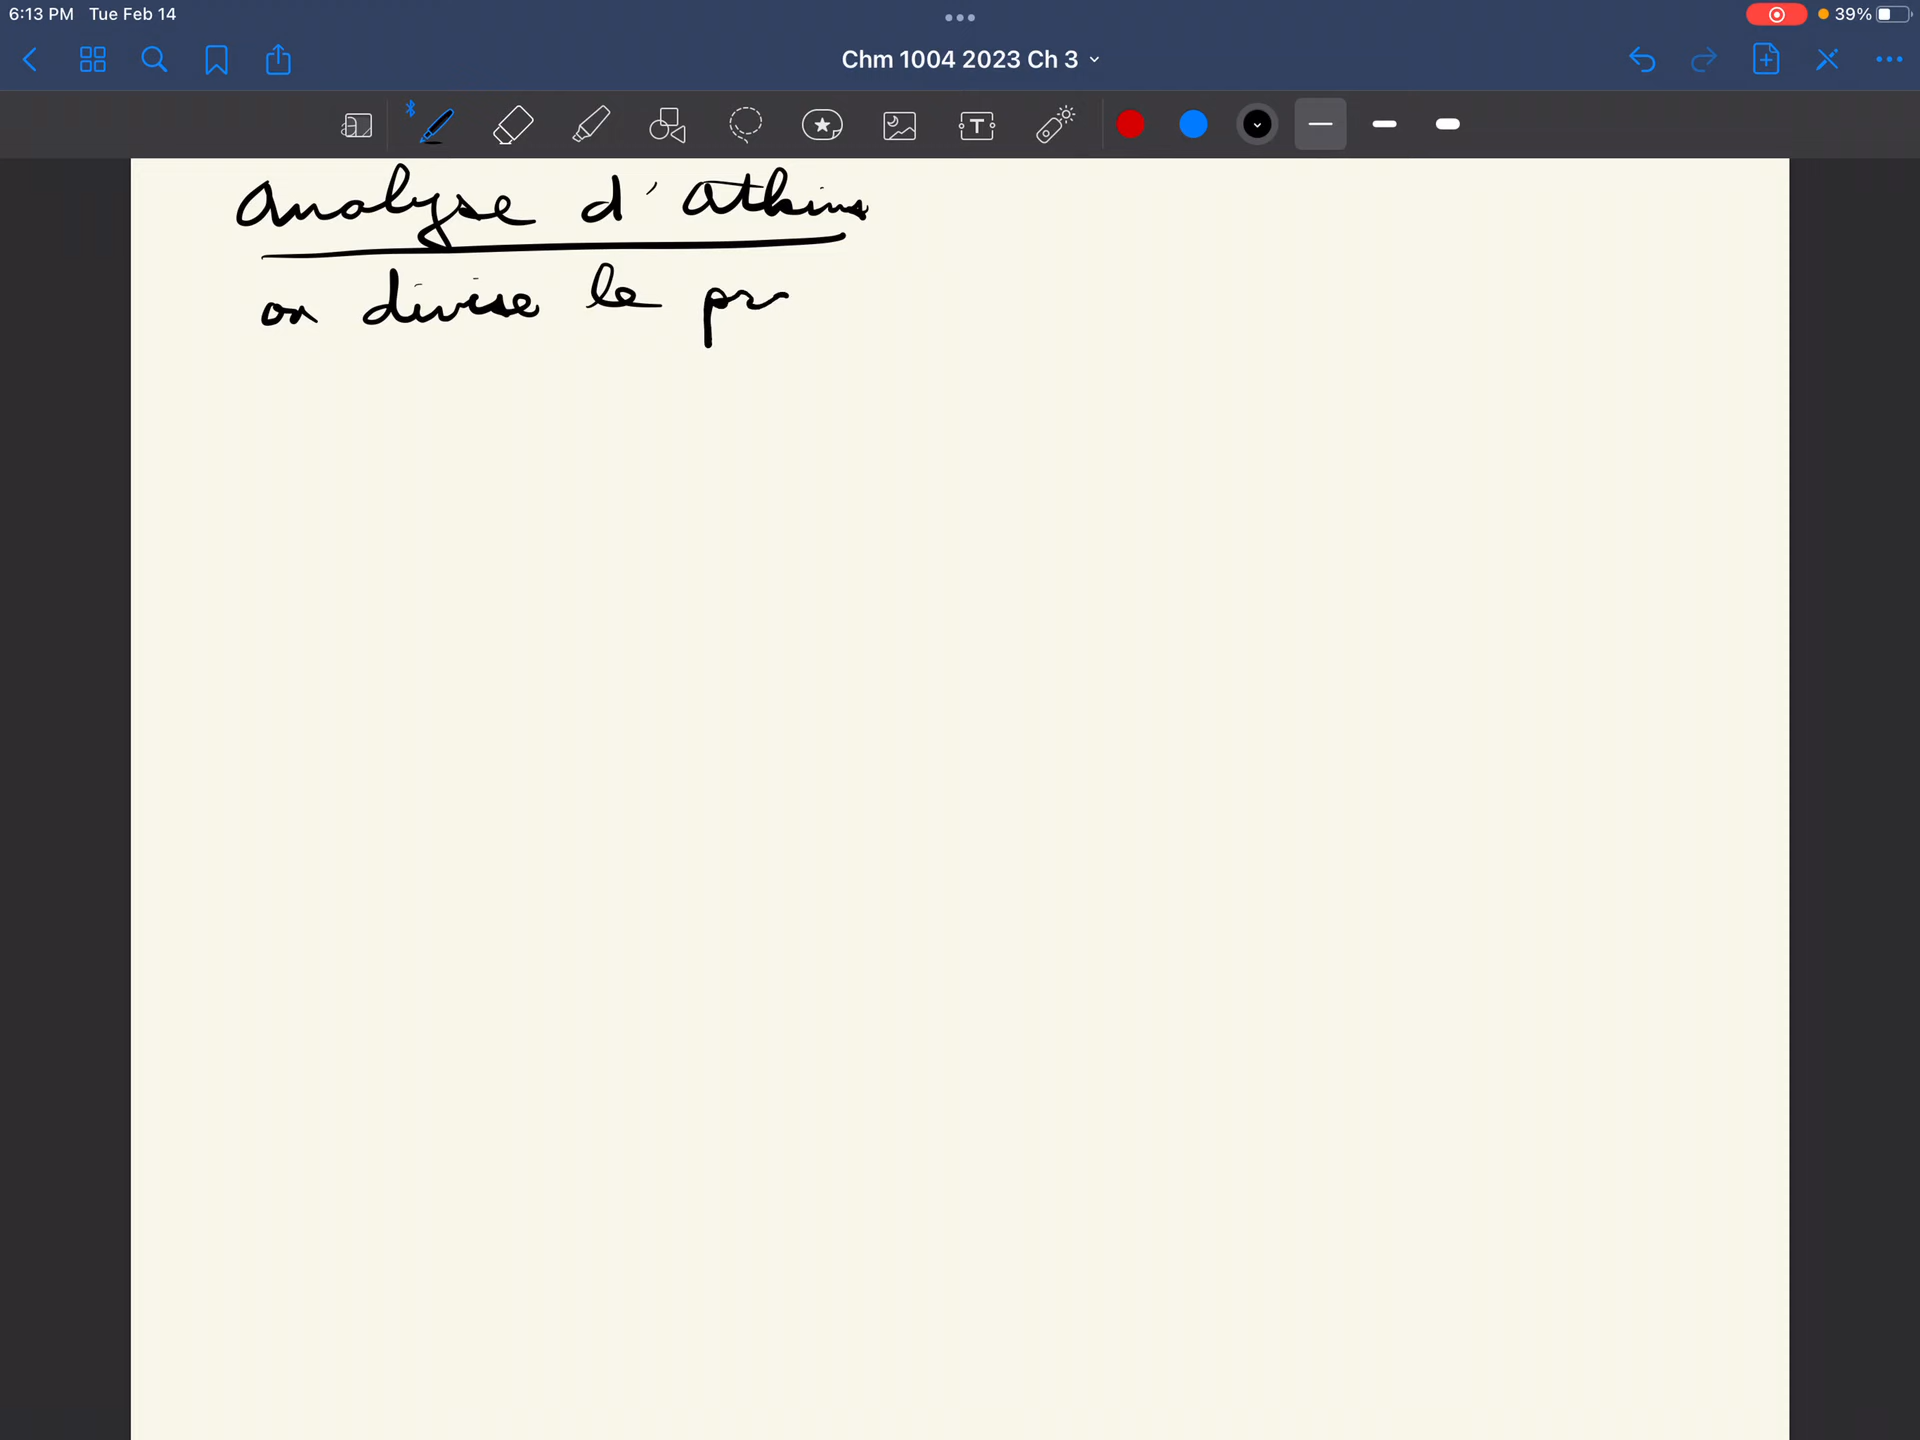 6:13 PM Tue Feb 14
39%
Chm 1004 2023 Ch 3
T
Analyse d'Atkins
on divise le pr